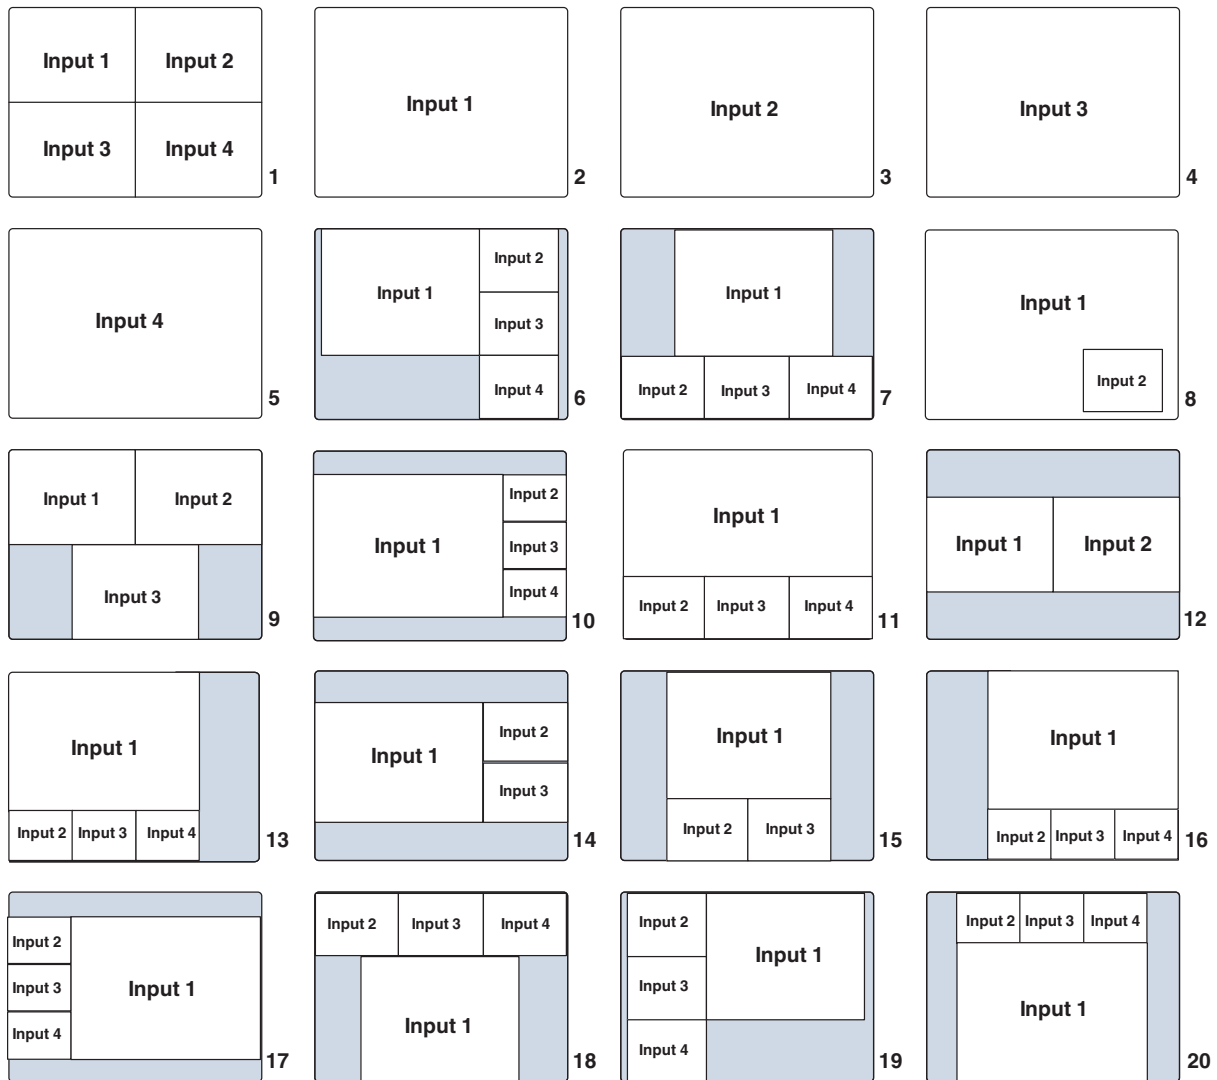 Input 1 Input 2
Input 3 Input 4
1
Input 1
2
Input 2
3
Input 3
4
Input 4
5
Input 1
Input 2
Input 3
Input 4
6
Input 1
Input 2 Input 3 Input 4
7
Input 1
Input 2
8
Input 1 Input 2
Input 3
9
Input 1
Input 2
Input 3
Input 4
10
Input 1
Input 2 Input 3 Input 4
11
Input 1 Input 2
12
Input 1
Input 2 Input 3 Input 4
13
Input 1
Input 2
Input 3
14
Input 1
Input 2 Input 3
15
Input 1
Input 2 Input 3 Input 4
16
Input 2
Input 3
Input 4
Input 1
17
Input 2 Input 3 Input 4
Input 1
18
Input 2
Input 3
Input 4
Input 1
19
Input 2 Input 3 Input 4
Input 1
20